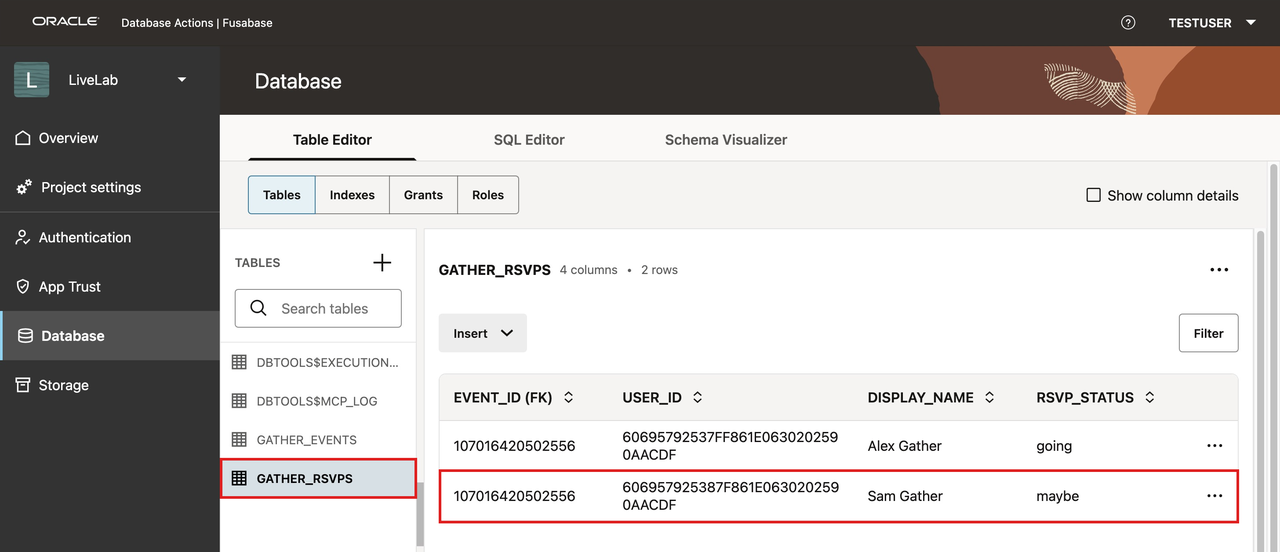 ORACLE Database Actions | Fusabase TESTUSER
L LiveLab
Database
Overview
Project settings
Authentication
App Trust
Database
Storage
Table Editor SQL Editor Schema Visualizer
Tables Indexes Grants Roles Show column details
TABLES
Search tables
DBTOOLS$EXECUTION...
DBTOOLS$MCP_LOG
GATHER_EVENTS
GATHER_RSVPS
GATHER_RSVPS 4 columns • 2 rows
Insert Filter
EVENT_ID (FK) USER_ID DISPLAY_NAME RSVP_STATUS
107016420502556 60695792537FF861E063020259 Alex Gather going
0AACDF
107016420502556 606957925387F861E063020259 Sam Gather maybe
0AACDF